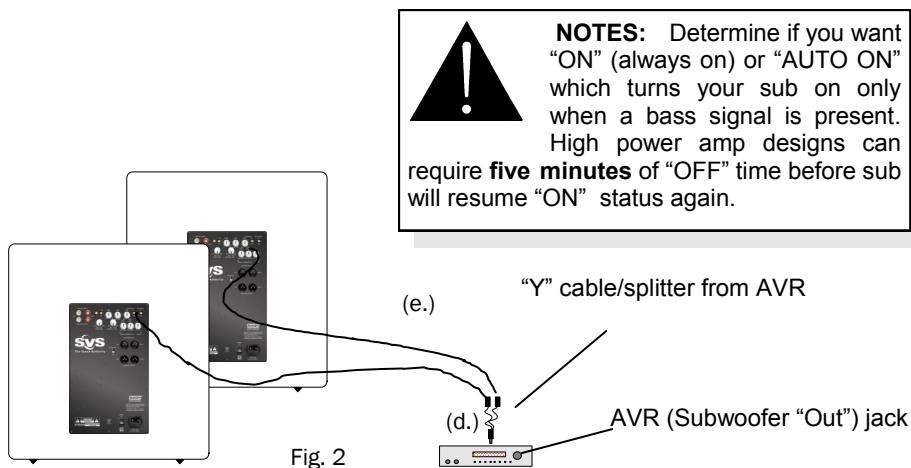 NOTES: Determine if you want
“ON” (always on) or “AUTO ON”
which turns your sub on only
when a bass signal is present.
High power amp designs can
require five minutes of “OFF” time before sub
will resume “ON” status again.
“Y” cable/splitter from AVR
(e.)
SVS
SVS
(d.)
AVR (Subwoofer “Out”) jack
Fig. 2